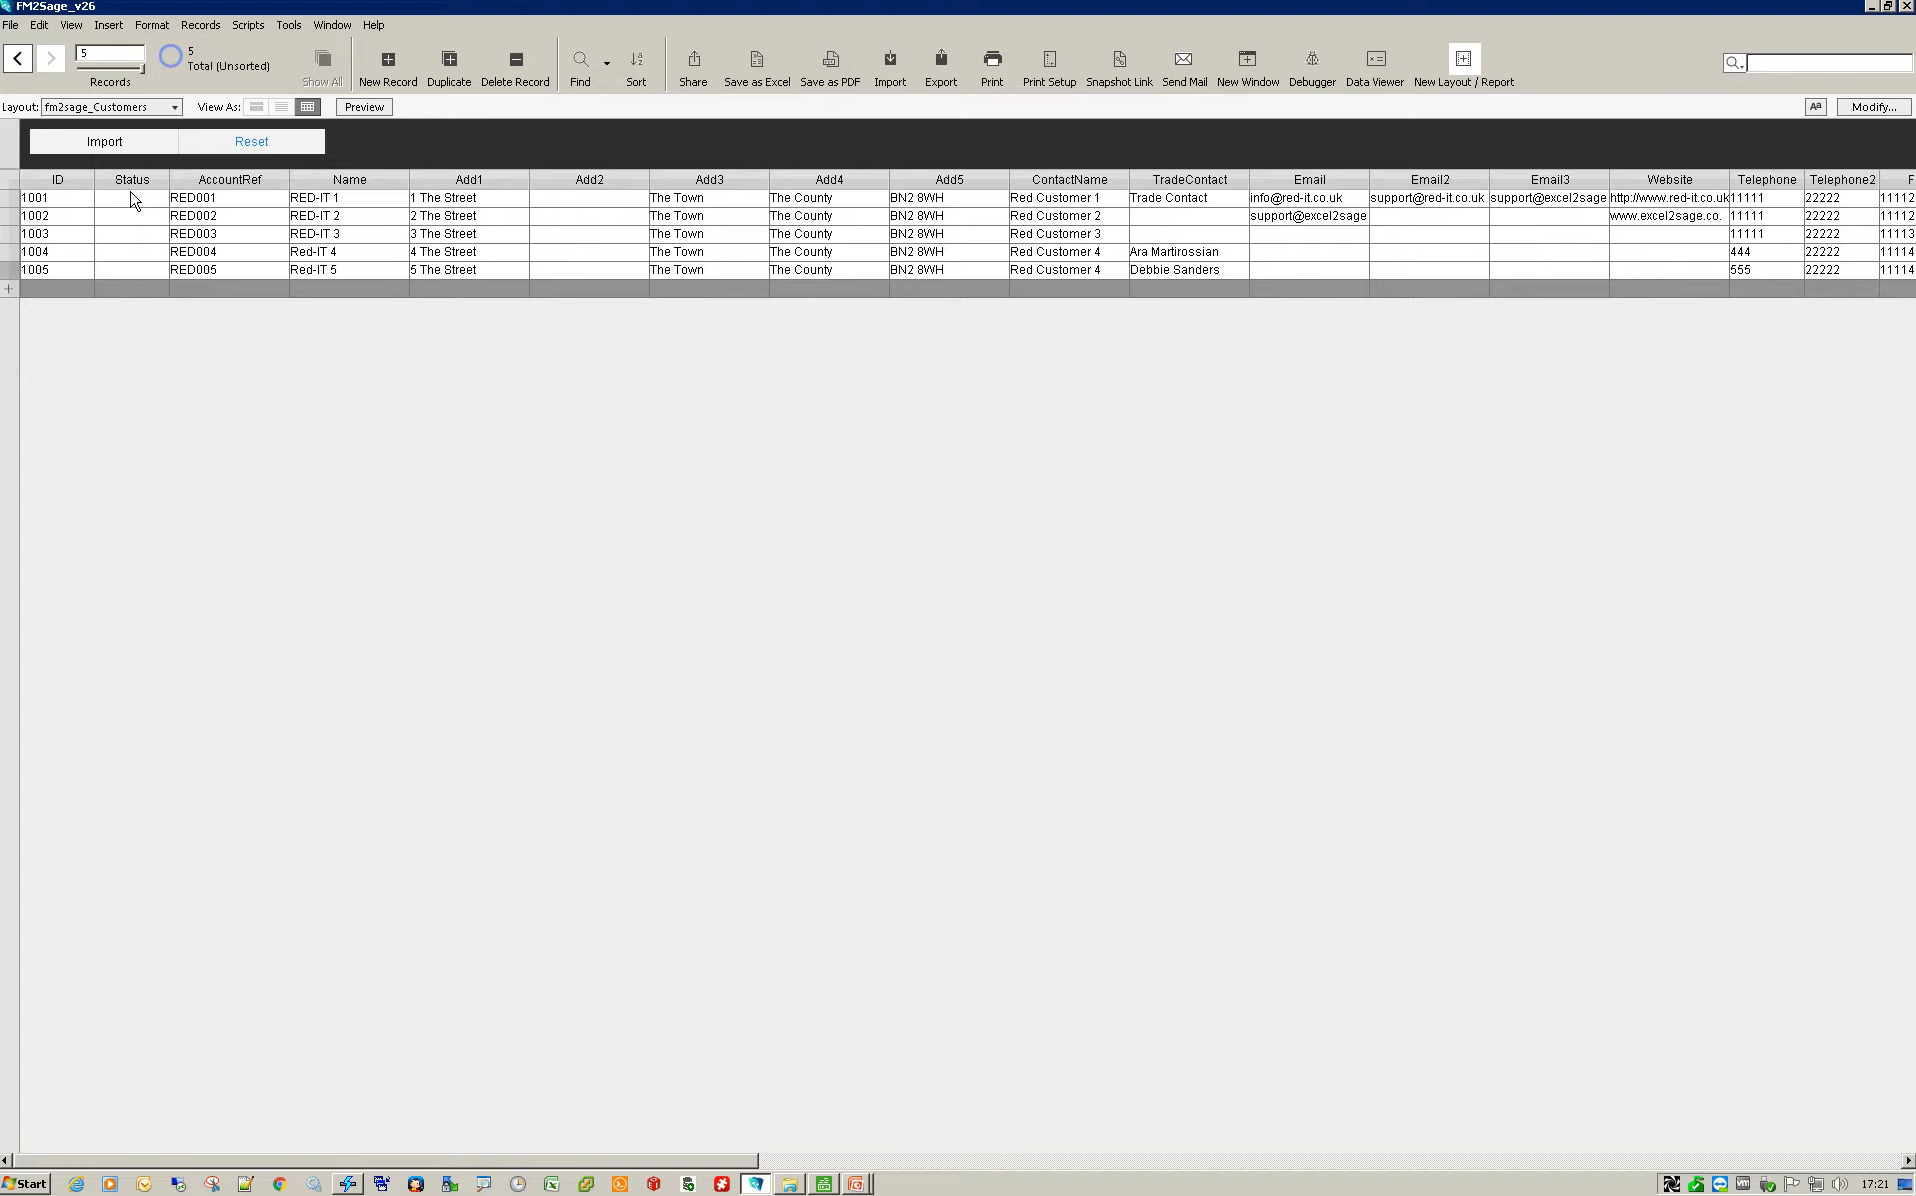 FM2Sage_v26
File Edit View Insert Format Records Scripts Tools Window Help
5
5
Total (Unsorted)
Records Show All New Record Duplicate Delete Record Find Sort Share Save as Excel Save as PDF Import Export Print Print Setup Snapshot Link Send Mail New Window Debugger Data Viewer New Layout / Report
Layout: fm2sage_Customers View As: Preview Aª Modify...
Import Reset
ID Status AccountRef Name Add1 Add2 Add3 Add4 Add5 ContactName TradeContact Email Email2 Email3 Website Telephone Telephone2 F
1001 RED001 RED-IT 1 1 The Street The Town The County BN2 8WH Red Customer 1 Trade Contact info@red-it.co.uk support@red-it.co.uk support@excel2sage http://www.red-it.co.uk 11111 22222 11112
1002 RED002 RED-IT 2 2 The Street The Town The County BN2 8WH Red Customer 2 support@excel2sage www.excel2sage.co. 11111 22222 11112
1003 RED003 RED-IT 3 3 The Street The Town The County BN2 8WH Red Customer 3 11111 22222 11113
1004 RED004 Red-IT 4 4 The Street The Town The County BN2 8WH Red Customer 4 Ara Martirossian 444 22222 11114
1005 RED005 Red-IT 5 5 The Street The Town The County BN2 8WH Red Customer 4 Debbie Sanders 555 22222 11114
Start 17:21